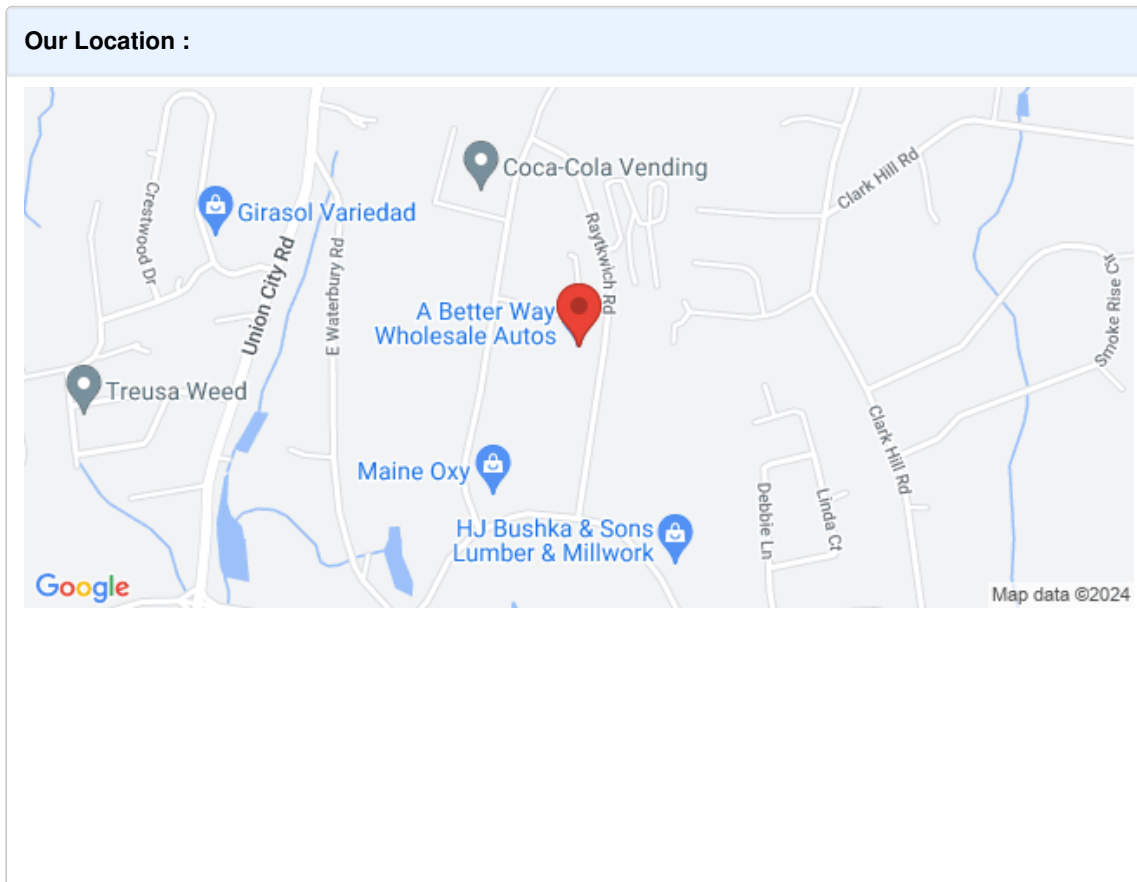 Our Location :
Coca-Cola Vending
Clark Hill Rd
Crestwood Dr
Girasol Variedad
Raytkwich Rd
Union City Rd
E Waterbury Rd
Smoke Rise Cir
A Better Way
Wholesale Autos
Treusa Weed
Clark Hill Rd
Maine Oxy
Debbie Ln
Linda Ct
HJ Bushka & Sons
Lumber & Millwork
Google
Map data ©2024